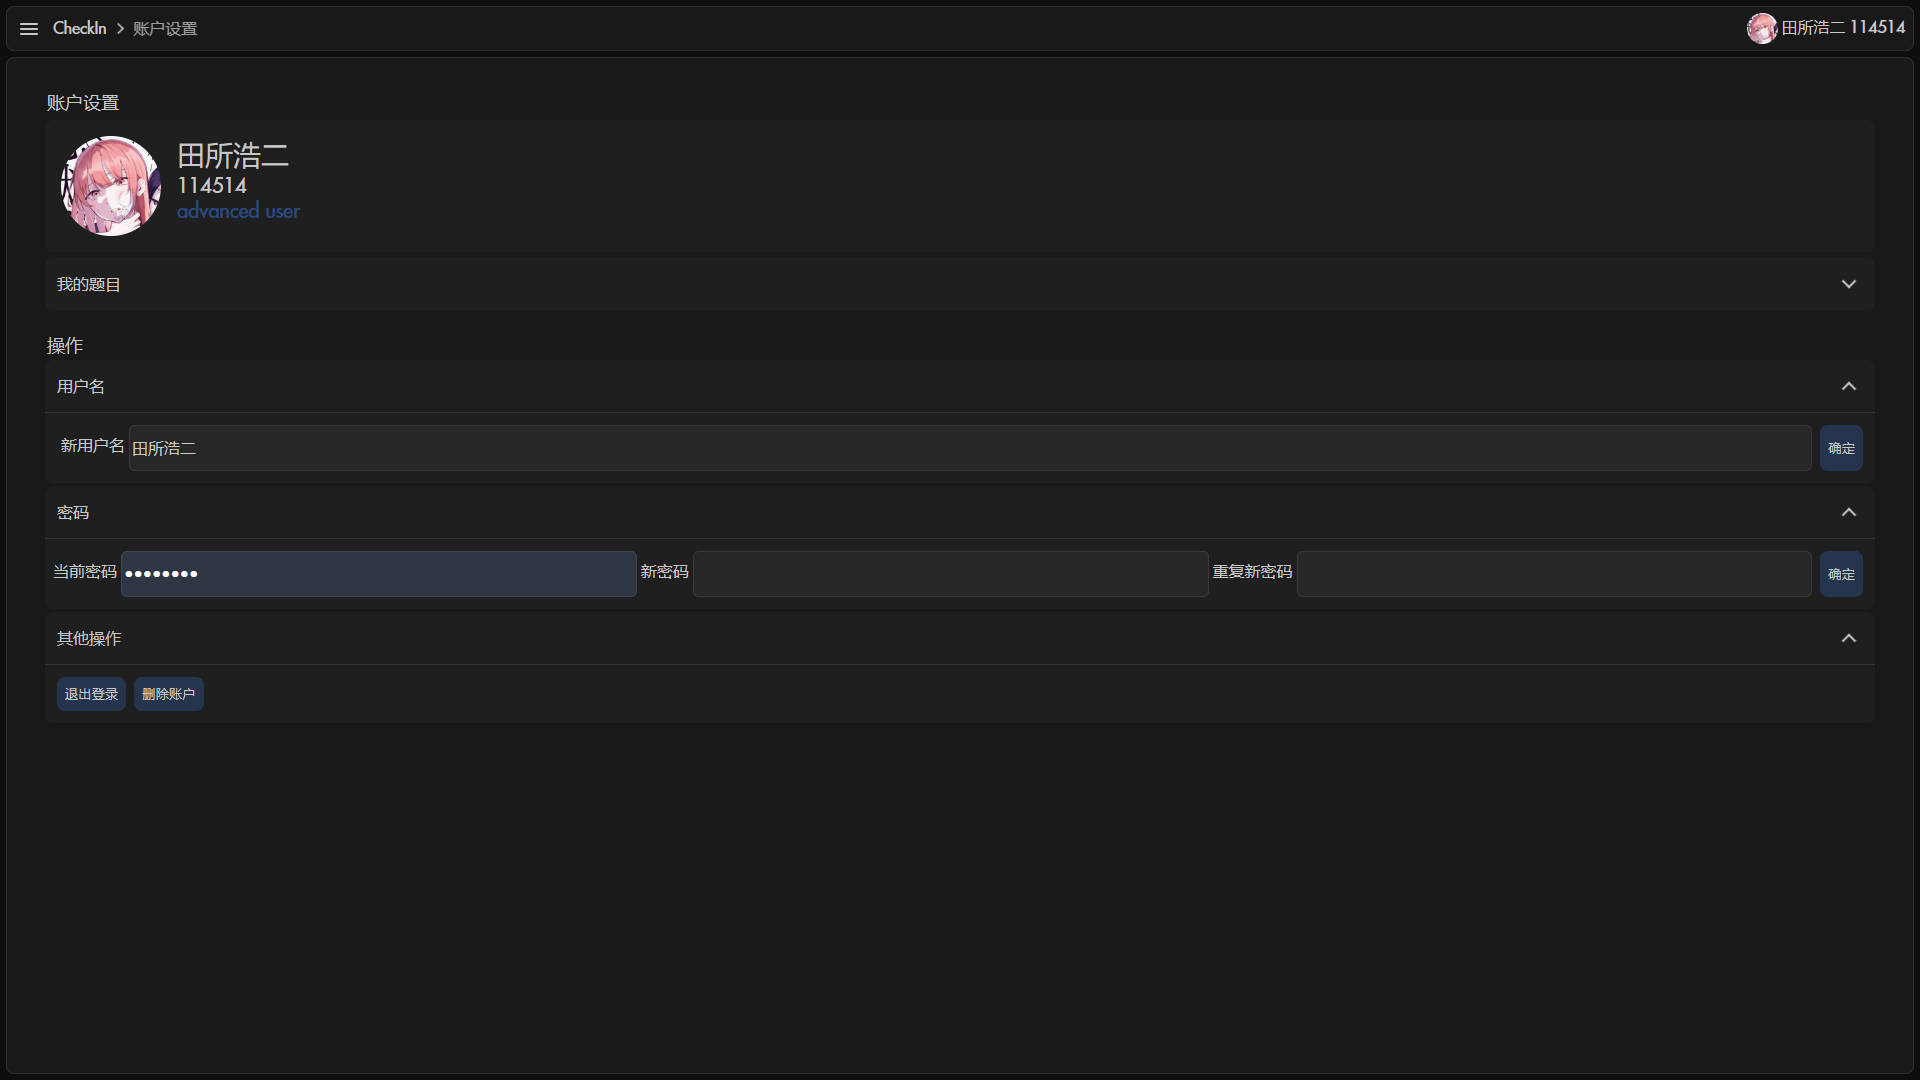 CheckIn > 账户设置
田所浩二 114514
账户设置
田所浩二
114514
advanced user
我的题目
操作
用户名
新用户名 田所浩二 确定
密码
当前密码 •••••••• 新密码 重复新密码 确定
其他操作
退出登录 删除账户